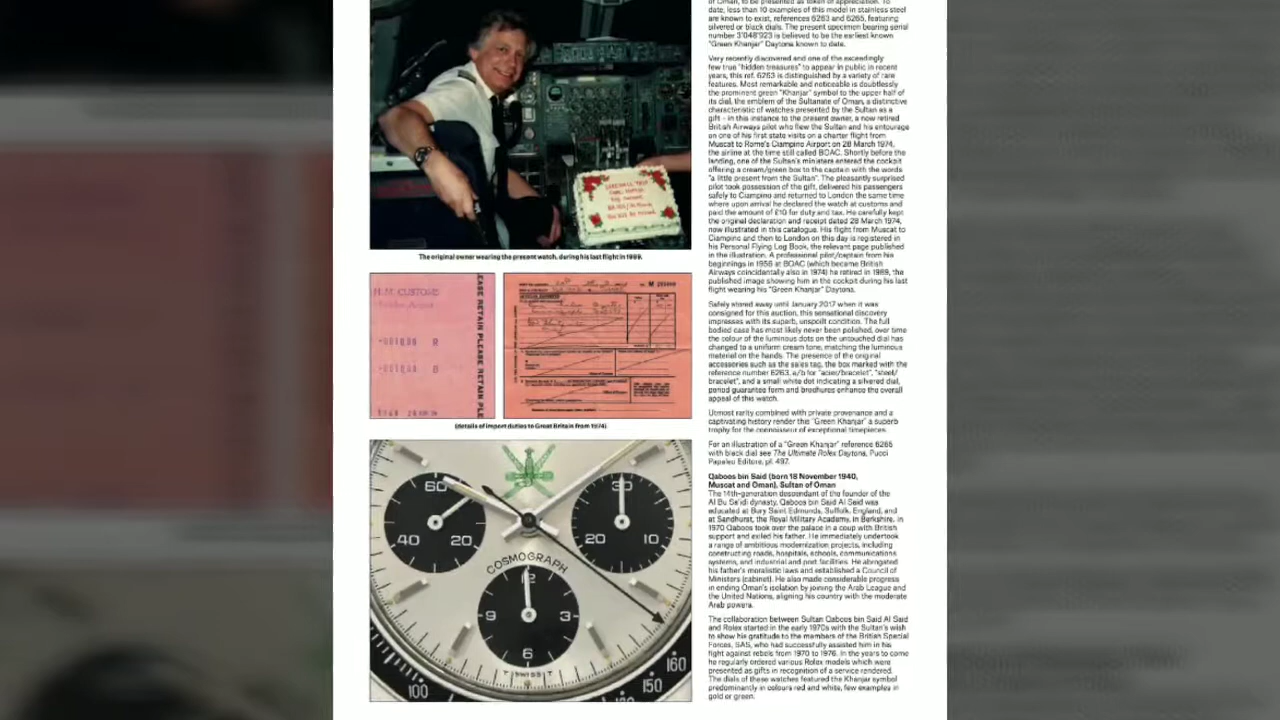 of Oman, to be presented as token of appreciation. To
date, less than 10 examples of this model in stainless steel
are known to exist, references 6263 and 6265, featuring
silvered or black dials. The present specimen bearing serial
number 3'048'923 is believed to be the earliest known
"Green Khanjar" Daytona known to date.
Very recently discovered and one of the exceedingly
few true "hidden treasures" to appear in public in recent
years, this ref. 6263 is distinguished by a variety of rare
features. Most remarkable and noticeable is doubtlessly
the prominent green "Khanjar" symbol to the upper half of
its dial, the emblem of the Sultanate of Oman, a distinctive
characteristic of watches presented by the Sultan as a
gift - in this instance to the present owner, a now retired
British Airways pilot who flew the Sultan and his entourage
on one of his first state visits on a charter flight from
Muscat to Rome's Ciampino Airport on 28 March 1974,
the airline at the time still called BOAC. Shortly before the
landing, one of the Sultan's ministers entered the cockpit
offering a cream/green box to the captain with the words
"a little present from the Sultan". The pleasantly surprised
pilot took possession of the gift, delivered his passengers
safely to Ciampino and returned to London the same time
where upon arrival he declared the watch at customs and
paid the amount of £10 for duty and tax. He carefully kept
the original declaration and receipt dated 28 March 1974,
now illustrated in this catalogue. His flight from Muscat to
Ciampino and then to London on this day is registered in
his Personal Flying Log Book, the relevant page published
in the illustration. A professional pilot/captain from his
beginnings in 1956 at BOAC (which became British
Airways coincidentally also in 1974) he retired in 1989, the
published image showing him in the cockpit during his last
flight wearing his "Green Khanjar" Daytona.
Safely stored away until January 2017 when it was
consigned for this auction, this sensational discovery
impresses with its superb, unspoilt condition. The full
bodied case has most likely never been polished, over time
the colour of the luminous dots on the untouched dial has
changed to a uniform cream tone, matching the luminous
material on the hands. The presence of the original
accessories such as the sales tag, the box marked with the
reference number 6263, a/b for "acier/bracelet", "steel/
bracelet", and a small white dot indicating a silvered dial,
period guarantee form and brochures enhance the overall
appeal of this watch.
Utmost rarity combined with private provenance and a
captivating history render this "Green Khanjar" a superb
trophy for the connoisseur of exceptional timepieces.
For an illustration of a "Green Khanjar" reference 6265
with black dial see The Ultimate Rolex Daytona, Pucci
Papaleo Editore, pl. 497.
Qaboos bin Said (born 18 November 1940,
Muscat and Oman), Sultan of Oman
The 14th-generation descendant of the founder of the
Al Bu Sa'idi dynasty, Qaboos bin Said Al Said was
educated at Bury Saint Edmunds, Suffolk, England, and
at Sandhurst, the Royal Military Academy, in Berkshire. In
1970 Qaboos took over the palace in a coup with British
support and exiled his father. He immediately undertook
a range of ambitious modernization projects, including
constructing roads, hospitals, schools, communications
systems, and industrial and port facilities. He abrogated
his father's moralistic laws and established a Council of
Ministers (cabinet). He also made considerable progress
in ending Oman's isolation by joining the Arab League and
the United Nations, aligning his country with the moderate
Arab powers.
The collaboration between Sultan Qaboos bin Said Al Said
and Rolex started in the early 1970s with the Sultan's wish
to show his gratitude to the members of the British Special
Forces, SAS, who had successfully assisted him in his
fight against rebels from 1970 to 1976. In the years to come
he regularly ordered various Rolex models which were
presented as gifts in recognition of a service rendered.
The dials of these watches featured the Khanjar symbol
predominantly in colours red and white, few examples in
gold or green.
The original owner wearing the present watch, during his last flight in 1989.
H.M. CUSTOMS
EASE RETAIN PLEASE RETAIN PLE
(details of import duties to Great Britain from 1974)
60 40 20
30 20 10
COSMOGRAPH
12 9 3 6
T SWISS T
100 150 160